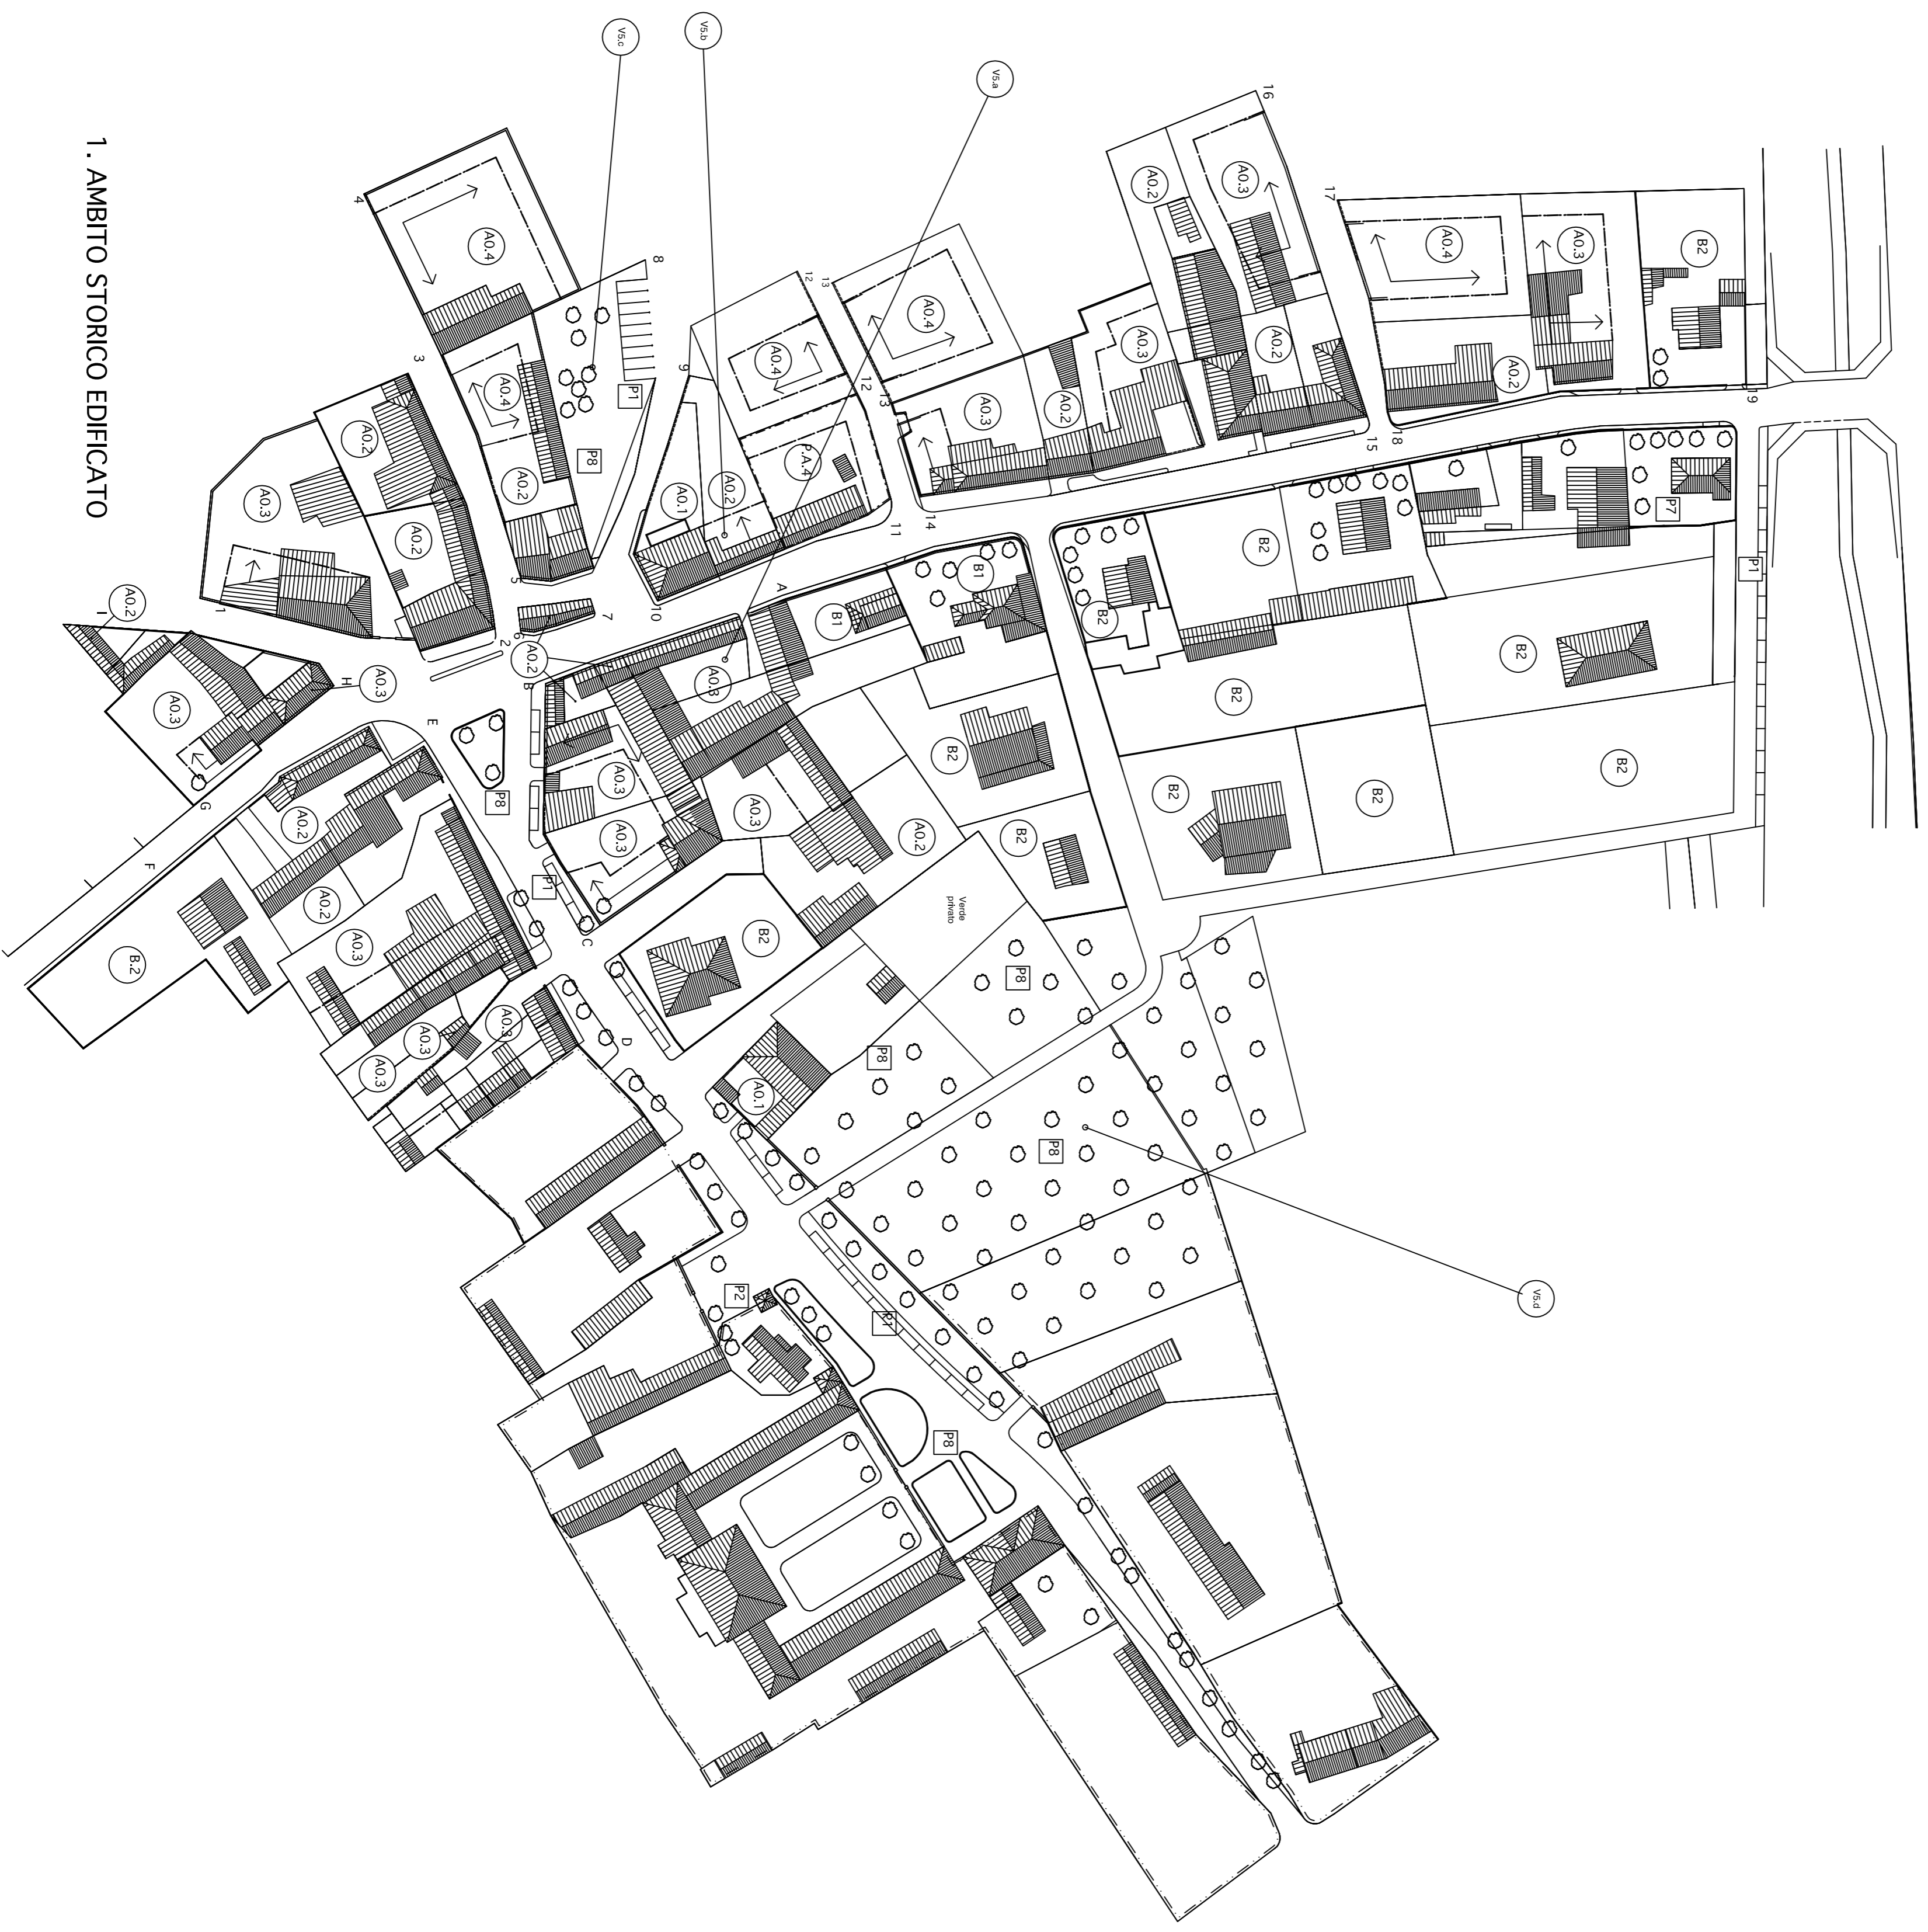 1. AMBITO STORICO EDIFICATO
V5.c
V5.b
V5.a
16
A0.2
A0.3
17
A0.4
A0.3
B2
4
A0.4
8
12
13
A0.4
A0.3
A0.2
A0.2
19
3
A0.4
P1
9
A0.4
12
13
A0.3
A0.2
15
18
A0.2
A0.3
P8
A0.2
A0.1
A0.2
P.A.4
14
11
P7
A0.2
5
B2
P1
1
A0.2
I
2
6
7
10
A
B1
B1
B2
A0.2
B2
A0.3
H
A0.3
B
A0.3
B2
E
P8
A0.3
A0.3
A0.3
B2
B2
B2
B2
G
A0.2
A0.2
B2
F
A0.2
P1
C
Verde
privato
B.2
A0.3
B2
P8
A0.3
A0.3
A0.3
D
P8
A0.1
P8
V5.d
P2
P1
P8